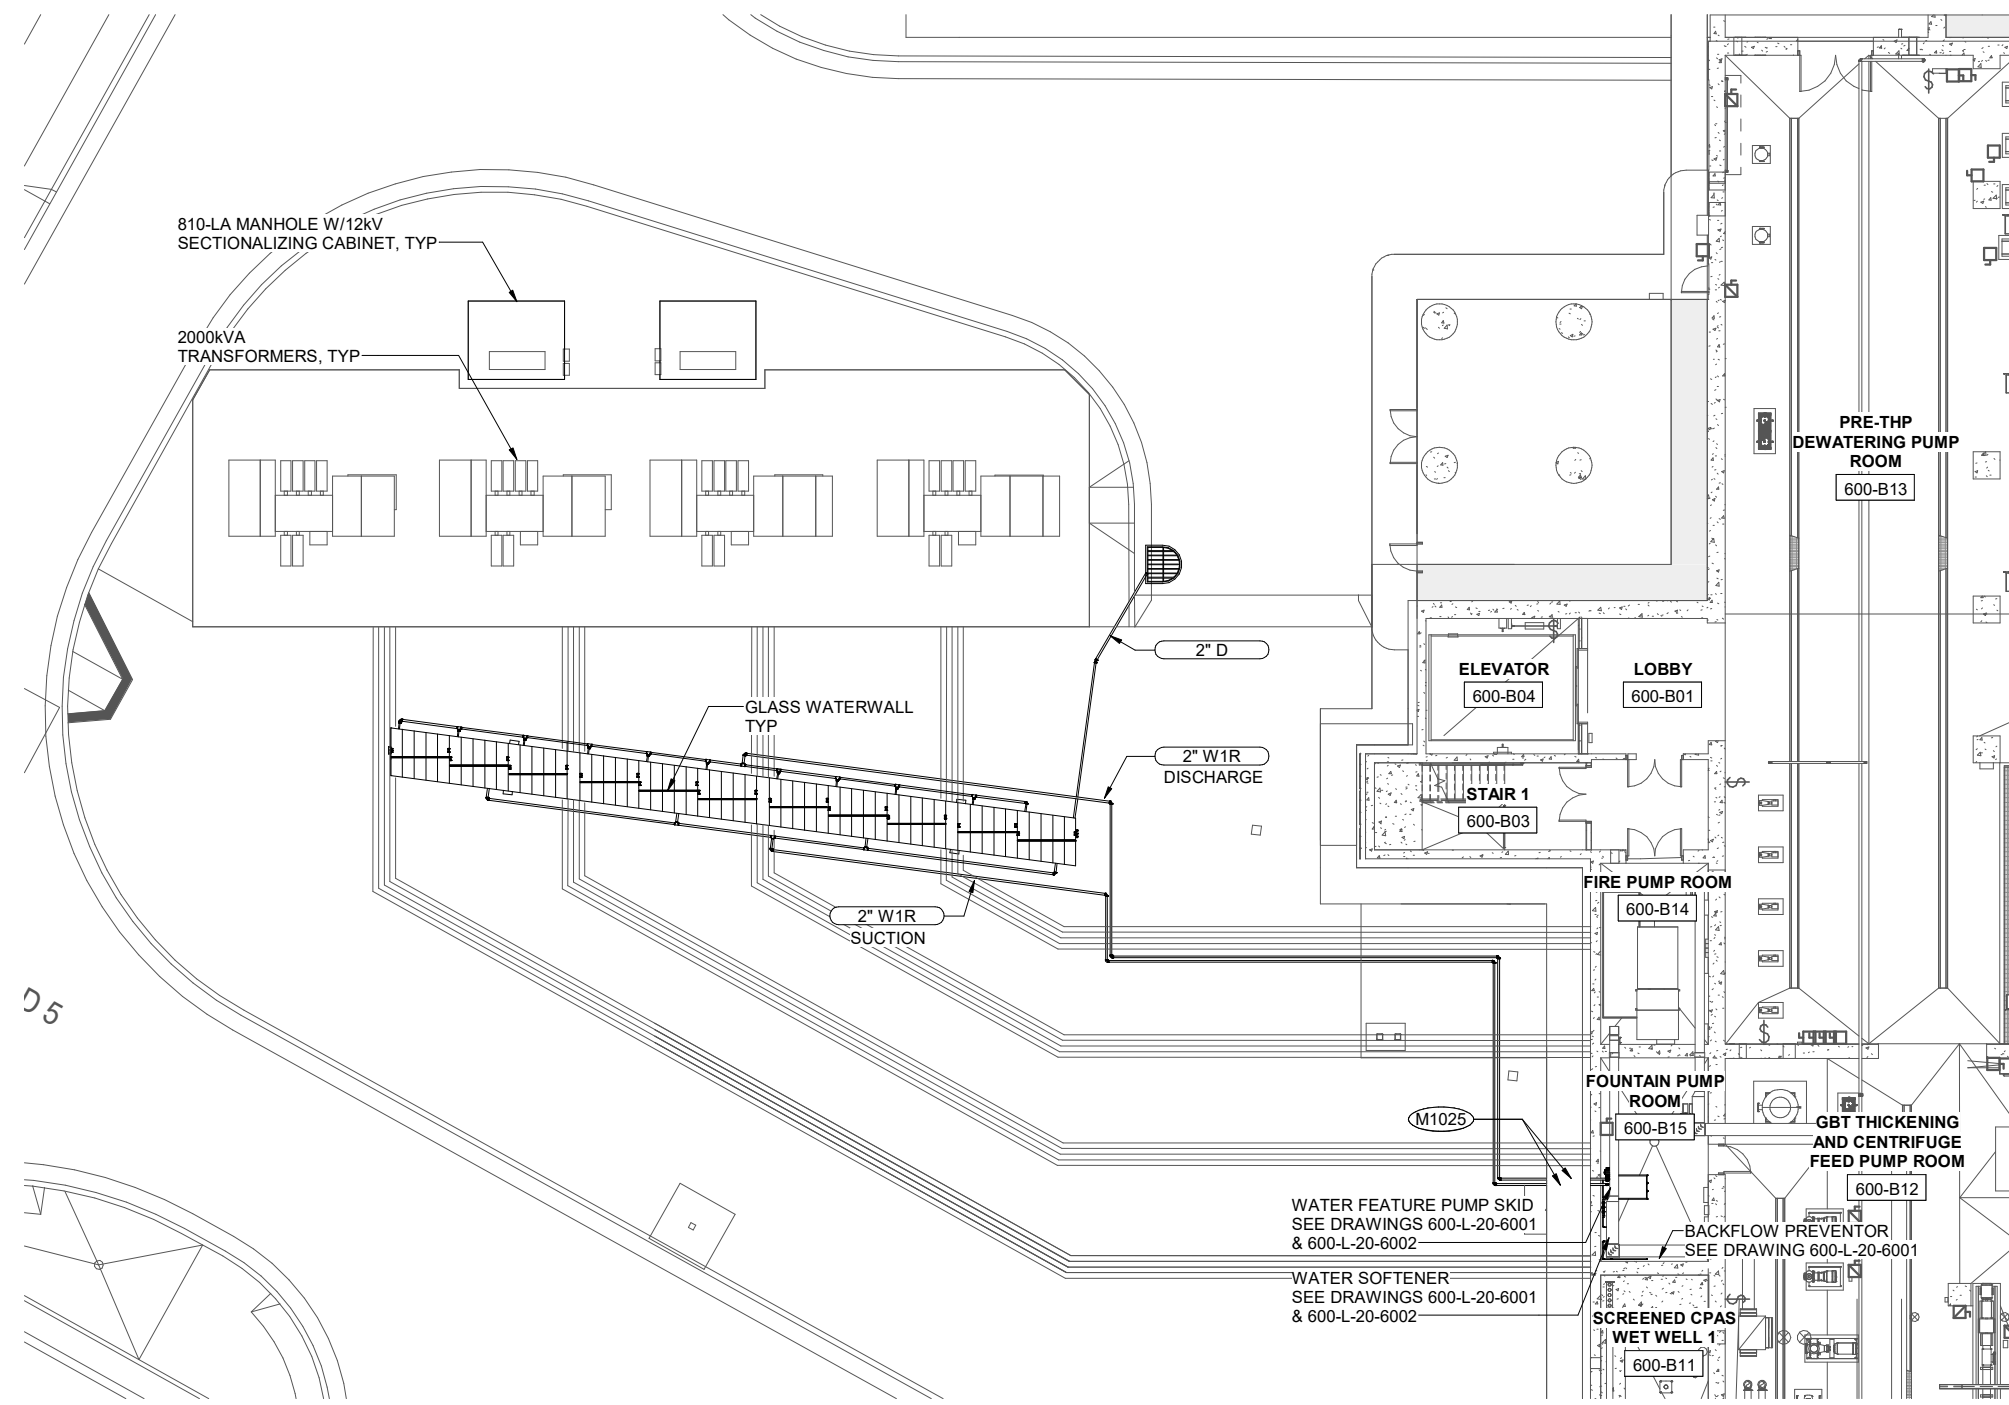 810-LA MANHOLE W/12kV
SECTIONALIZING CABINET, TYP
2000kVA
TRANSFORMERS, TYP
PRE-THP
DEWATERING PUMP
ROOM
600-B13
2" D
ELEVATOR
600-B04
LOBBY
600-B01
GLASS WATERWALL
TYP
2" W1R
DISCHARGE
STAIR 1
600-B03
FIRE PUMP ROOM
600-B14
2" W1R
SUCTION
D5
FOUNTAIN PUMP
ROOM
600-B15
M1025
GBT THICKENING
AND CENTRIFUGE
FEED PUMP ROOM
600-B12
WATER FEATURE PUMP SKID
SEE DRAWINGS 600-L-20-6001
& 600-L-20-6002
BACKFLOW PREVENTOR
SEE DRAWING 600-L-20-6001
WATER SOFTENER
SEE DRAWINGS 600-L-20-6001
& 600-L-20-6002
SCREENED CPAS
WET WELL 1
600-B11